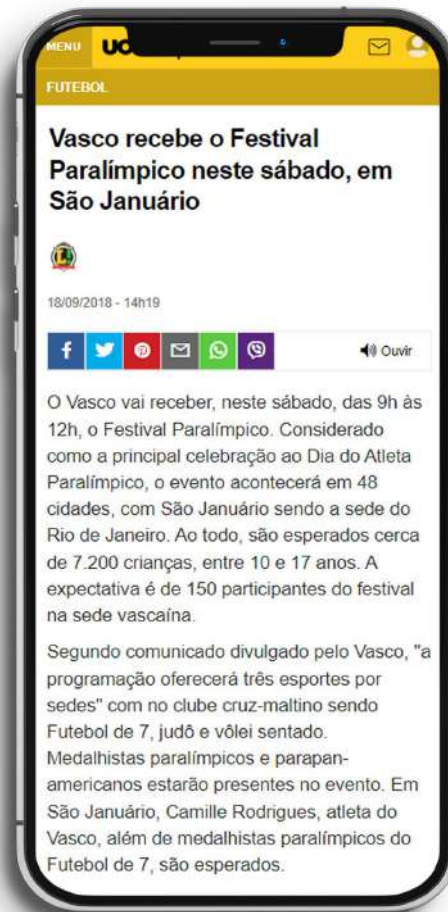 MENU
FUTEBOL
Vasco recebe o Festival
Paralímpico neste sábado, em
São Januário
18/09/2018 - 14h19
Ouvir
O Vasco vai receber, neste sábado, das 9h às
12h, o Festival Paralímpico. Considerado
como a principal celebração ao Dia do Atleta
Paralímpico, o evento acontecerá em 48
cidades, com São Januário sendo a sede do
Rio de Janeiro. Ao todo, são esperados cerca
de 7.200 crianças, entre 10 e 17 anos. A
expectativa é de 150 participantes do festival
na sede vascaína.
Segundo comunicado divulgado pelo Vasco, "a
programação oferecerá três esportes por
sedes" com no clube cruz-maltino sendo
Futebol de 7, judô e vôlei sentado.
Medalhistas paralímpicos e parapan-
americanos estarão presentes no evento. Em
São Januário, Camille Rodrigues, atleta do
Vasco, além de medalhistas paralímpicos do
Futebol de 7, são esperados.